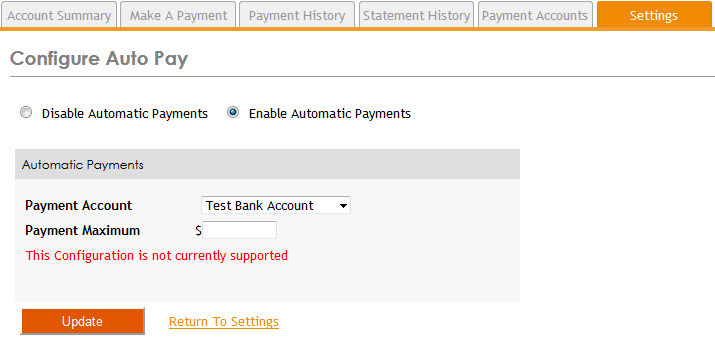 Account Summary Make A Payment Payment History Statement History Payment Accounts Settings
Configure Auto Pay
Disable Automatic Payments Enable Automatic Payments
Automatic Payments
Payment Account Test Bank Account
Payment Maximum $
This Configuration is not currently supported
Update Return To Settings